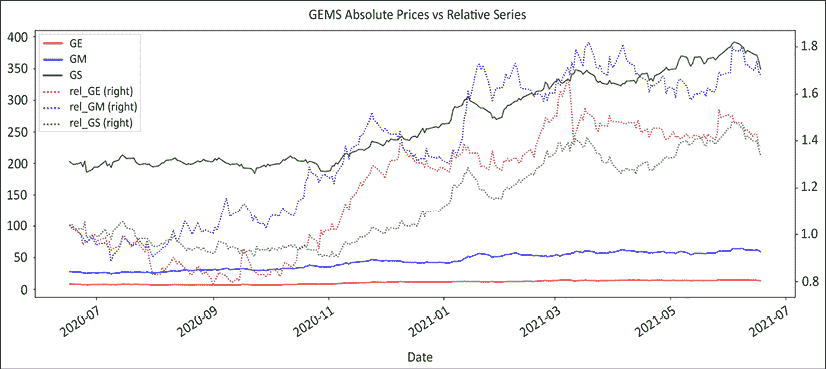 GEMS Absolute Prices vs Relative Series
GE
GM
GS
rel_GE (right)
rel_GM (right)
rel_GS (right)
400
350
300
250
200
150
100
50
0
1.8
1.6
1.4
1.2
1.0
0.8
2020-07
2020-09
2020-11
2021-01
2021-03
2021-05
2021-07
Date